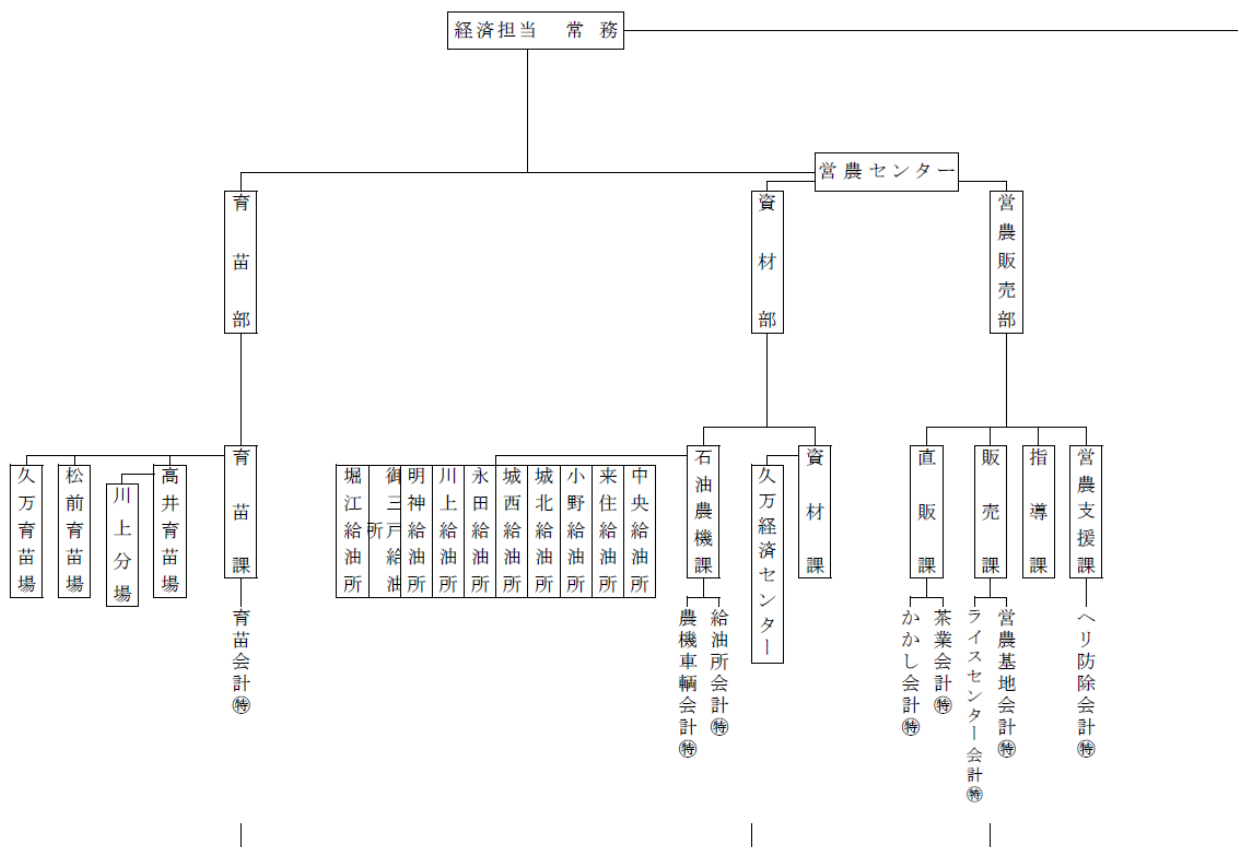 経済担当　常務
営農センター
育苗部
資材部
営農販売部
久万育苗場
松前育苗場
川上分場
高井育苗場
育苗課
堀江給油所
御三戸給油所
明神給油所
川上給油所
永田給油所
城西給油所
城北給油所
小野給油所
来住給油所
中央給油所
石油農機課
久万経済センター
資材課
直販課
販売課
指導課
営農支援課
育苗会計㊕
農機車輌会計㊕
給油所会計㊕
かかし会計㊕
茶業会計㊕
ライスセンター会計㊕
営農基地会計㊕
ヘリ防除会計㊕